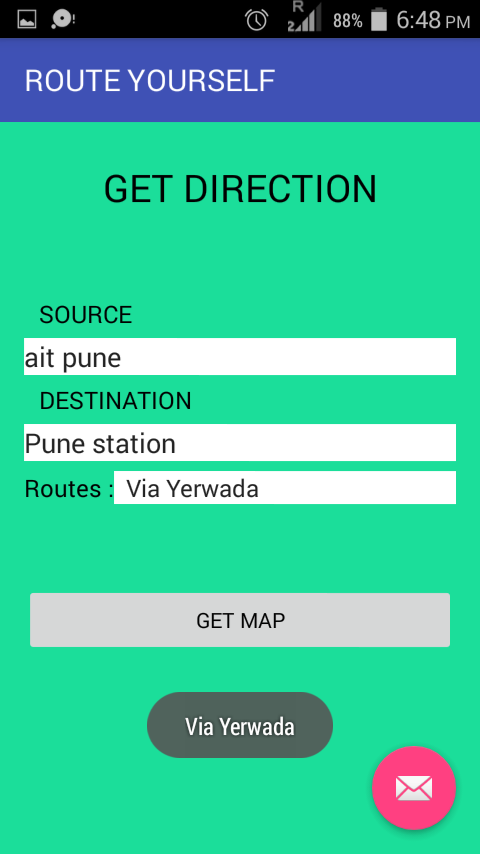 R
2
88%
6:48 PM
ROUTE YOURSELF
GET DIRECTION
SOURCE
ait pune
DESTINATION
Pune station
Routes : Via Yerwada
GET MAP
Via Yerwada